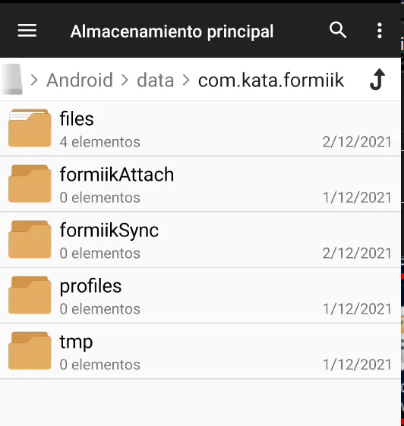 Almacenamiento principal
Android > data > com.kata.formiik
files
4 elementos 2/12/2021
formiikAttach
0 elementos 1/12/2021
formiikSync
0 elementos 2/12/2021
profiles
0 elementos 1/12/2021
tmp
0 elementos 1/12/2021